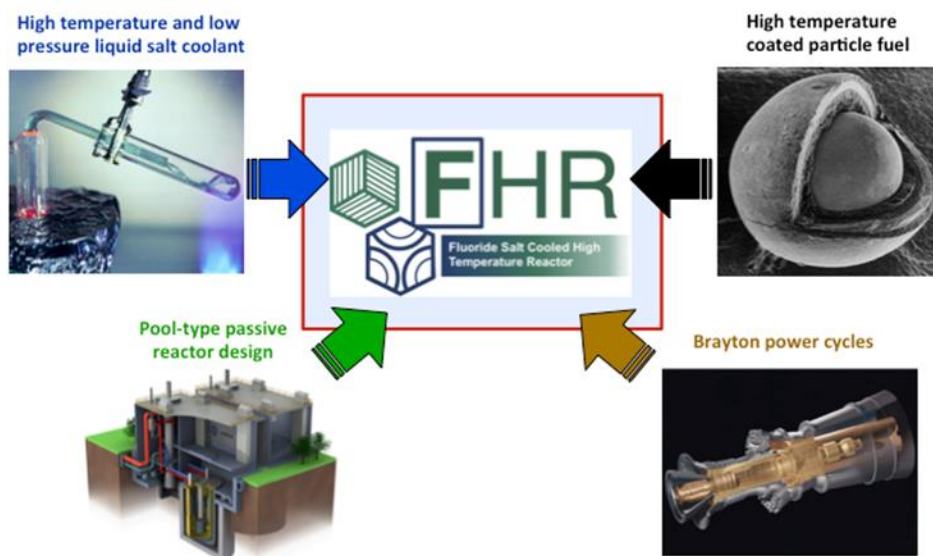 High temperature and low
pressure liquid salt coolant
High temperature
coated particle fuel
FHR
Fluoride Salt Cooled High
Temperature Reactor
Pool-type passive
reactor design
Brayton power cycles